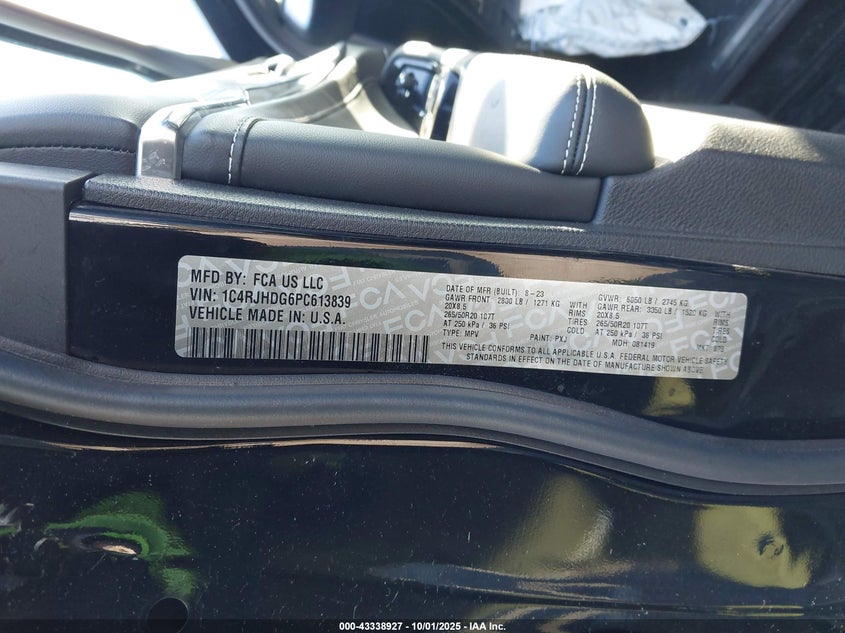 MFD BY: FCA US LLC
VIN: 1C4RJHDG6PC613839
VEHICLE MADE IN: U.S.A.
DATE OF MFR (BUILT): 8-23
GAWR FRONT: 2800 LB / 1271 KG WITH
20X8.5 RIMS
265/50R20 107T TIRES
AT 250 kPa / 36 PSI COLD
TYPE: MPV PAINT: PXJ
GVWR: 6050 LB / 2745 KG
GAWR REAR: 3350 LB / 1520 KG WITH
20X8.5 RIMS
265/50R20 107T TIRES
AT 250 kPa / 36 PSI COLD
MDH: 081419
THIS VEHICLE CONFORMS TO ALL APPLICABLE U.S.A. FEDERAL MOTOR VEHICLE SAFETY
STANDARDS IN EFFECT ON THE DATE OF MANUFACTURE SHOWN ABOVE.
000-43338927 - 10/01/2025 - IAA Inc.